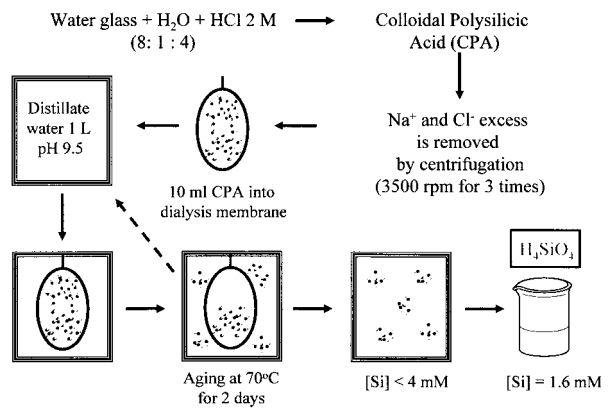 Water glass + H₂O + HCl 2 M
(8: 1 : 4)
Colloidal Polysilicic
Acid (CPA)
Na⁺ and Cl⁻ excess
is removed
by centrifugation
(3500 rpm for 3 times)
10 ml CPA into
dialysis membrane
Distillate
water 1 L
pH 9.5
Aging at 70ºC
for 2 days
[Si] < 4 mM
H₄SiO₄
[Si] = 1.6 mM